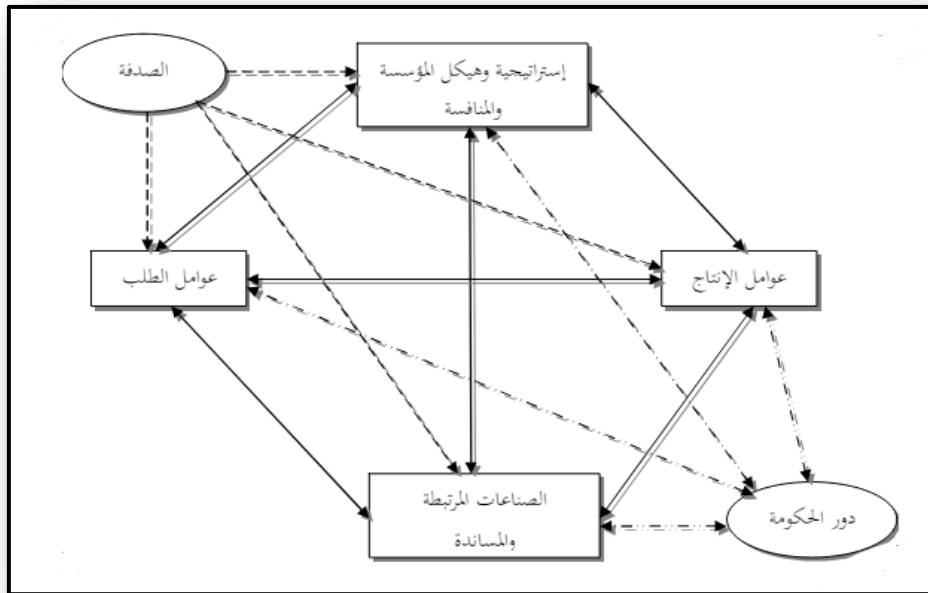 الصدفة
إستراتيجية وهيكل المؤسسة
والمنافسة
عوامل الإنتاج
عوامل الطلب
الصناعات المرتبطة
والمساندة
دور الحكومة